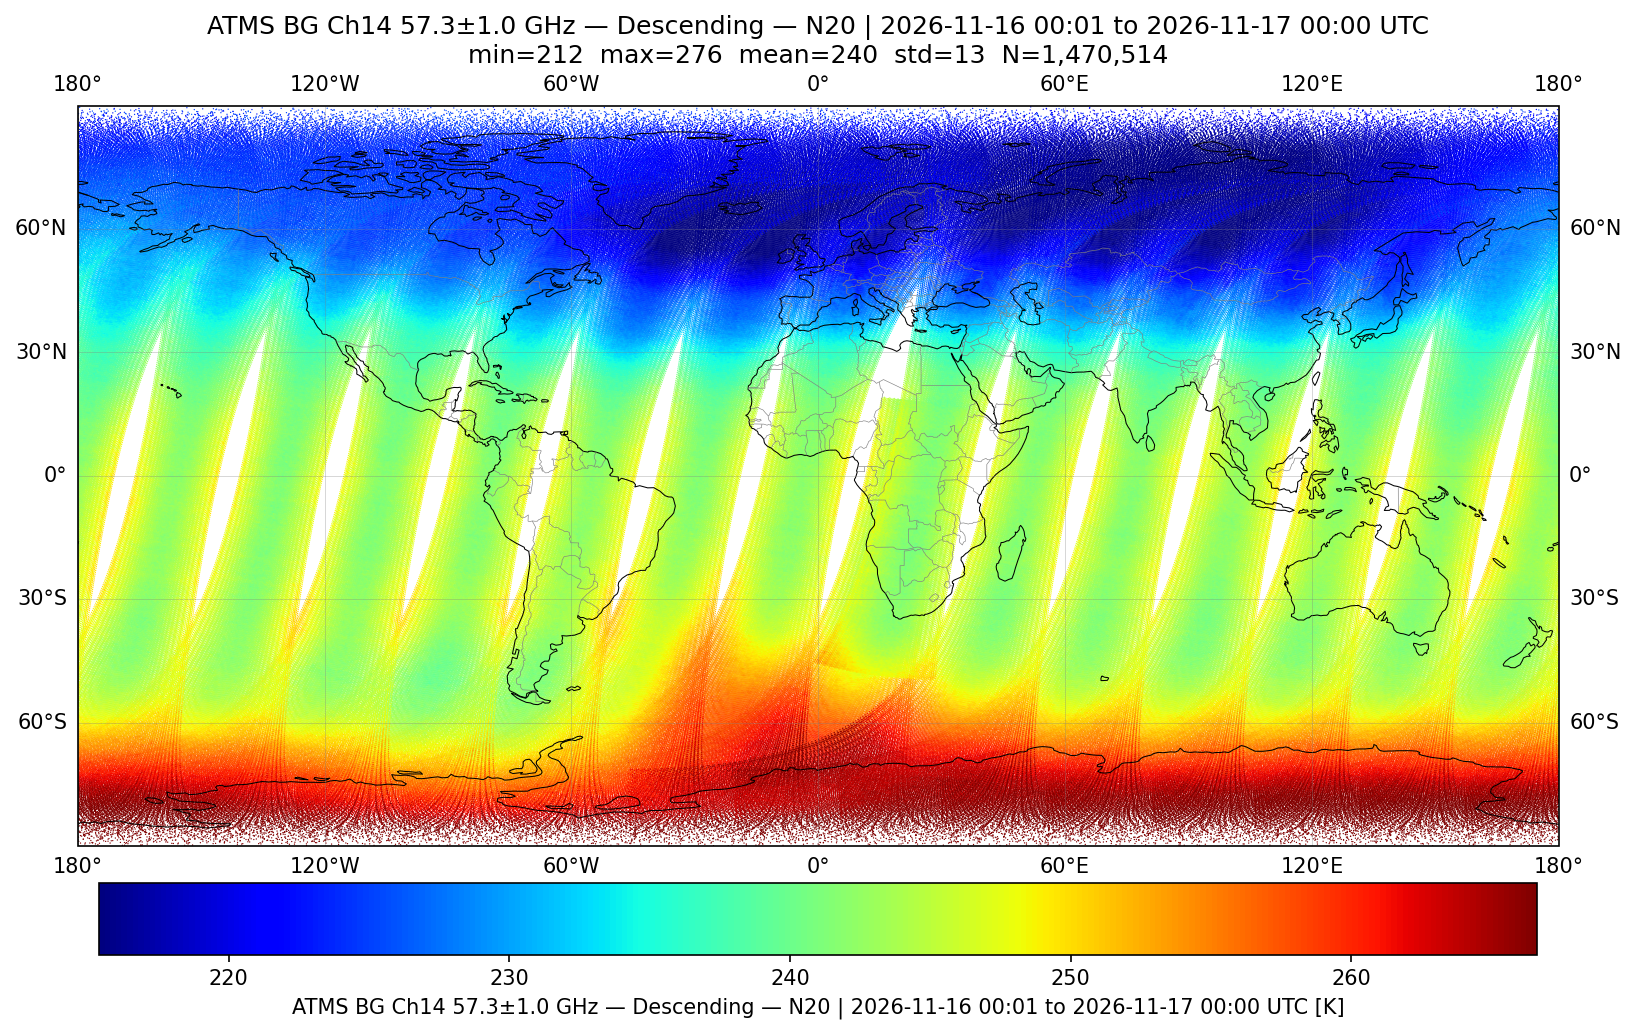 ATMS BG Ch14 57.3±1.0 GHz — Descending — N20 | 2026-11-16 00:01 to 2026-11-17 00:00 UTC
min=212 max=276 mean=240 std=13 N=1,470,514
180° 120°W 60°W 0° 60°E 120°E 180°
60°N 60°N
30°N 30°N
0° 0°
30°S 30°S
60°S 60°S
180° 120°W 60°W 0° 60°E 120°E 180°
220 230 240 250 260
ATMS BG Ch14 57.3±1.0 GHz — Descending — N20 | 2026-11-16 00:01 to 2026-11-17 00:00 UTC [K]